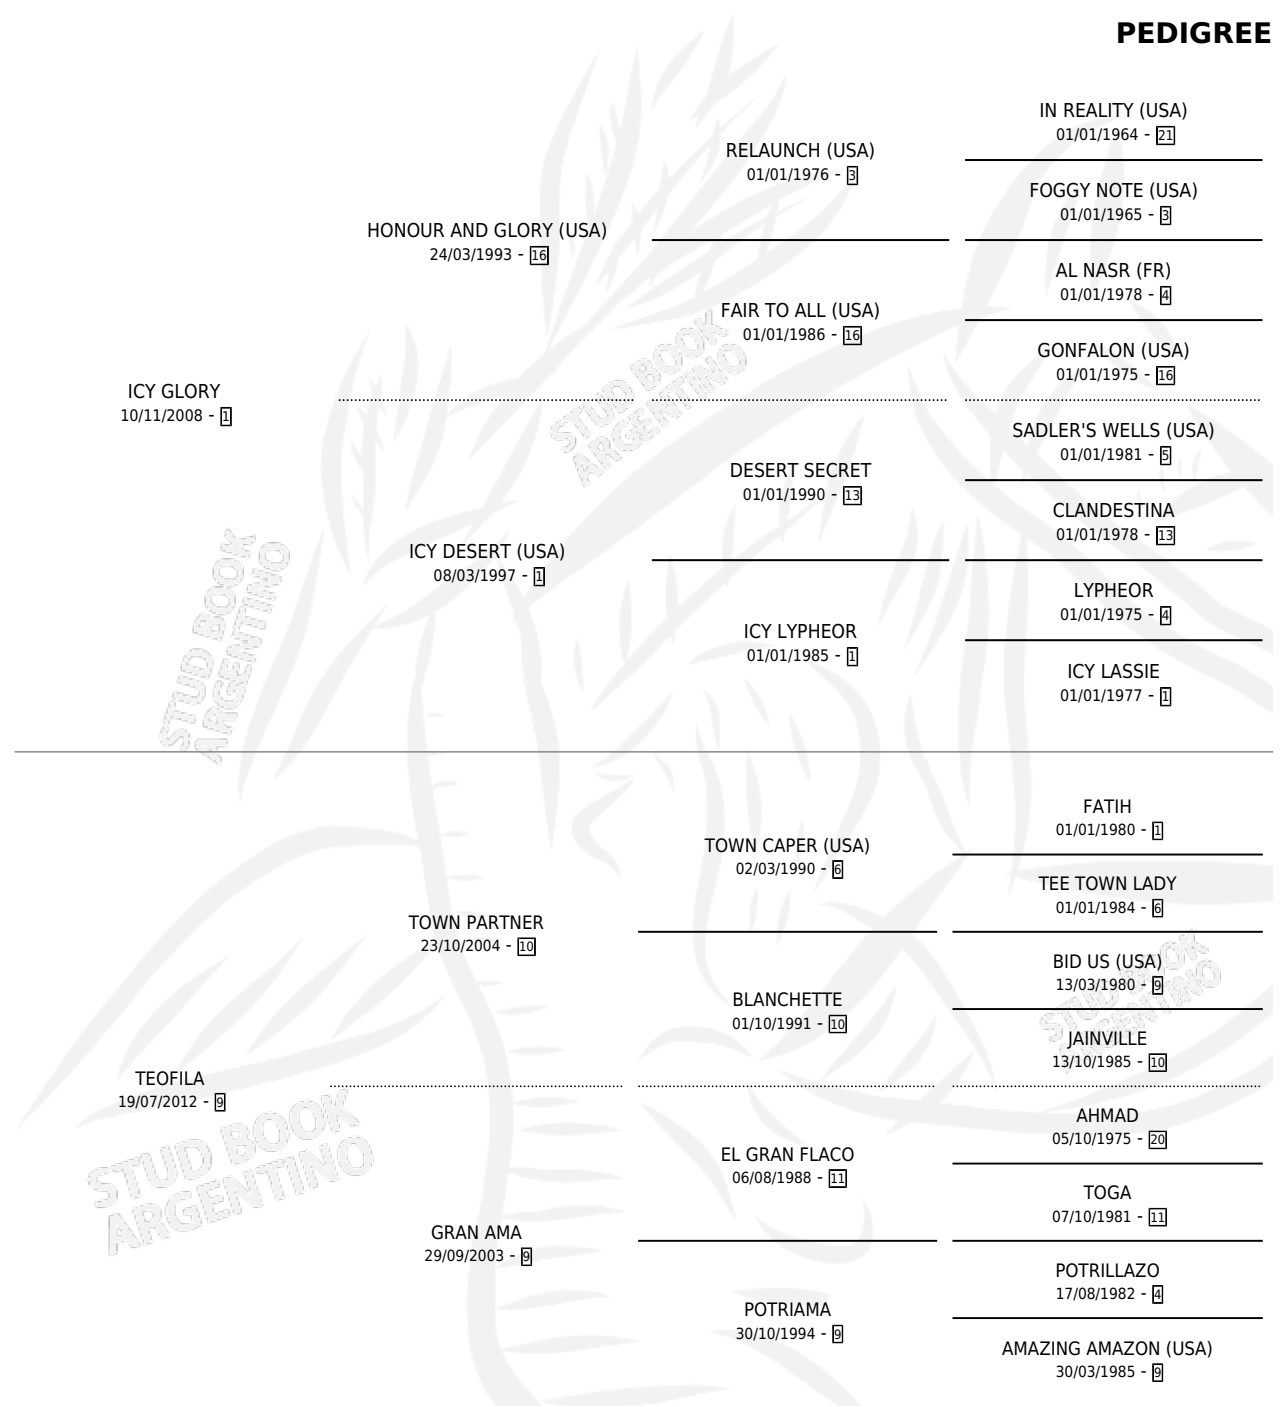 PEDIGREE
IN REALITY (USA)
01/01/1964 - 21
RELAUNCH (USA)
01/01/1976 - 3
FOGGY NOTE (USA)
01/01/1965 - 3
HONOUR AND GLORY (USA)
24/03/1993 - 16
AL NASR (FR)
01/01/1978 - 4
FAIR TO ALL (USA)
01/01/1986 - 16
GONFALON (USA)
01/01/1975 - 16
ICY GLORY
10/11/2008 - 1
SADLER'S WELLS (USA)
01/01/1981 - 5
DESERT SECRET
01/01/1990 - 13
CLANDESTINA
01/01/1978 - 13
ICY DESERT (USA)
08/03/1997 - 1
LYPHEOR
01/01/1975 - 4
ICY LYPHEOR
01/01/1985 - 1
ICY LASSIE
01/01/1977 - 1
FATIH
01/01/1980 - 1
TOWN CAPER (USA)
02/03/1990 - 6
TEE TOWN LADY
01/01/1984 - 6
TOWN PARTNER
23/10/2004 - 10
BID US (USA)
13/03/1980 - 9
BLANCHETTE
01/10/1991 - 10
JAINVILLE
13/10/1985 - 10
TEOFILA
19/07/2012 - 9
AHMAD
05/10/1975 - 20
EL GRAN FLACO
06/08/1988 - 11
TOGA
07/10/1981 - 11
GRAN AMA
29/09/2003 - 9
POTRILLAZO
17/08/1982 - 4
POTRIAMA
30/10/1994 - 9
AMAZING AMAZON (USA)
30/03/1985 - 9
STUD BOOK
ARGENTINO
STUD BOOK
ARGENTINO
STUD BOOK
ARGENTINO
STUD BOOK
ARGENTINO